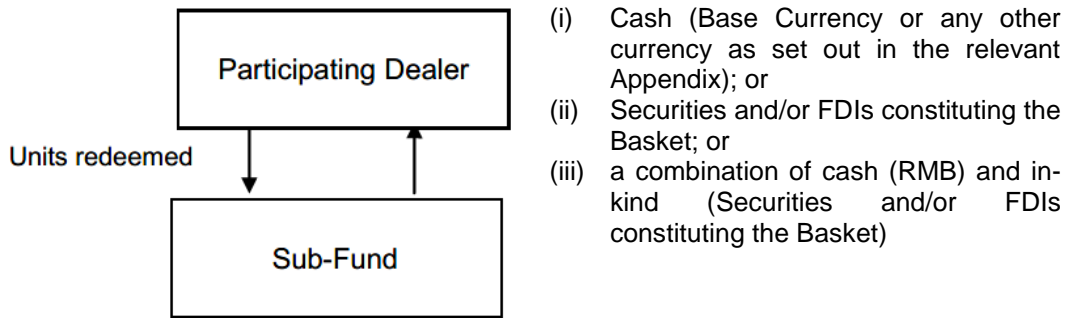 Participating Dealer
Units redeemed
Sub-Fund
(i) Cash (Base Currency or any other
currency as set out in the relevant
Appendix); or
(ii) Securities and/or FDIs constituting the
Basket; or
(iii) a combination of cash (RMB) and in-
kind (Securities and/or FDIs
constituting the Basket)